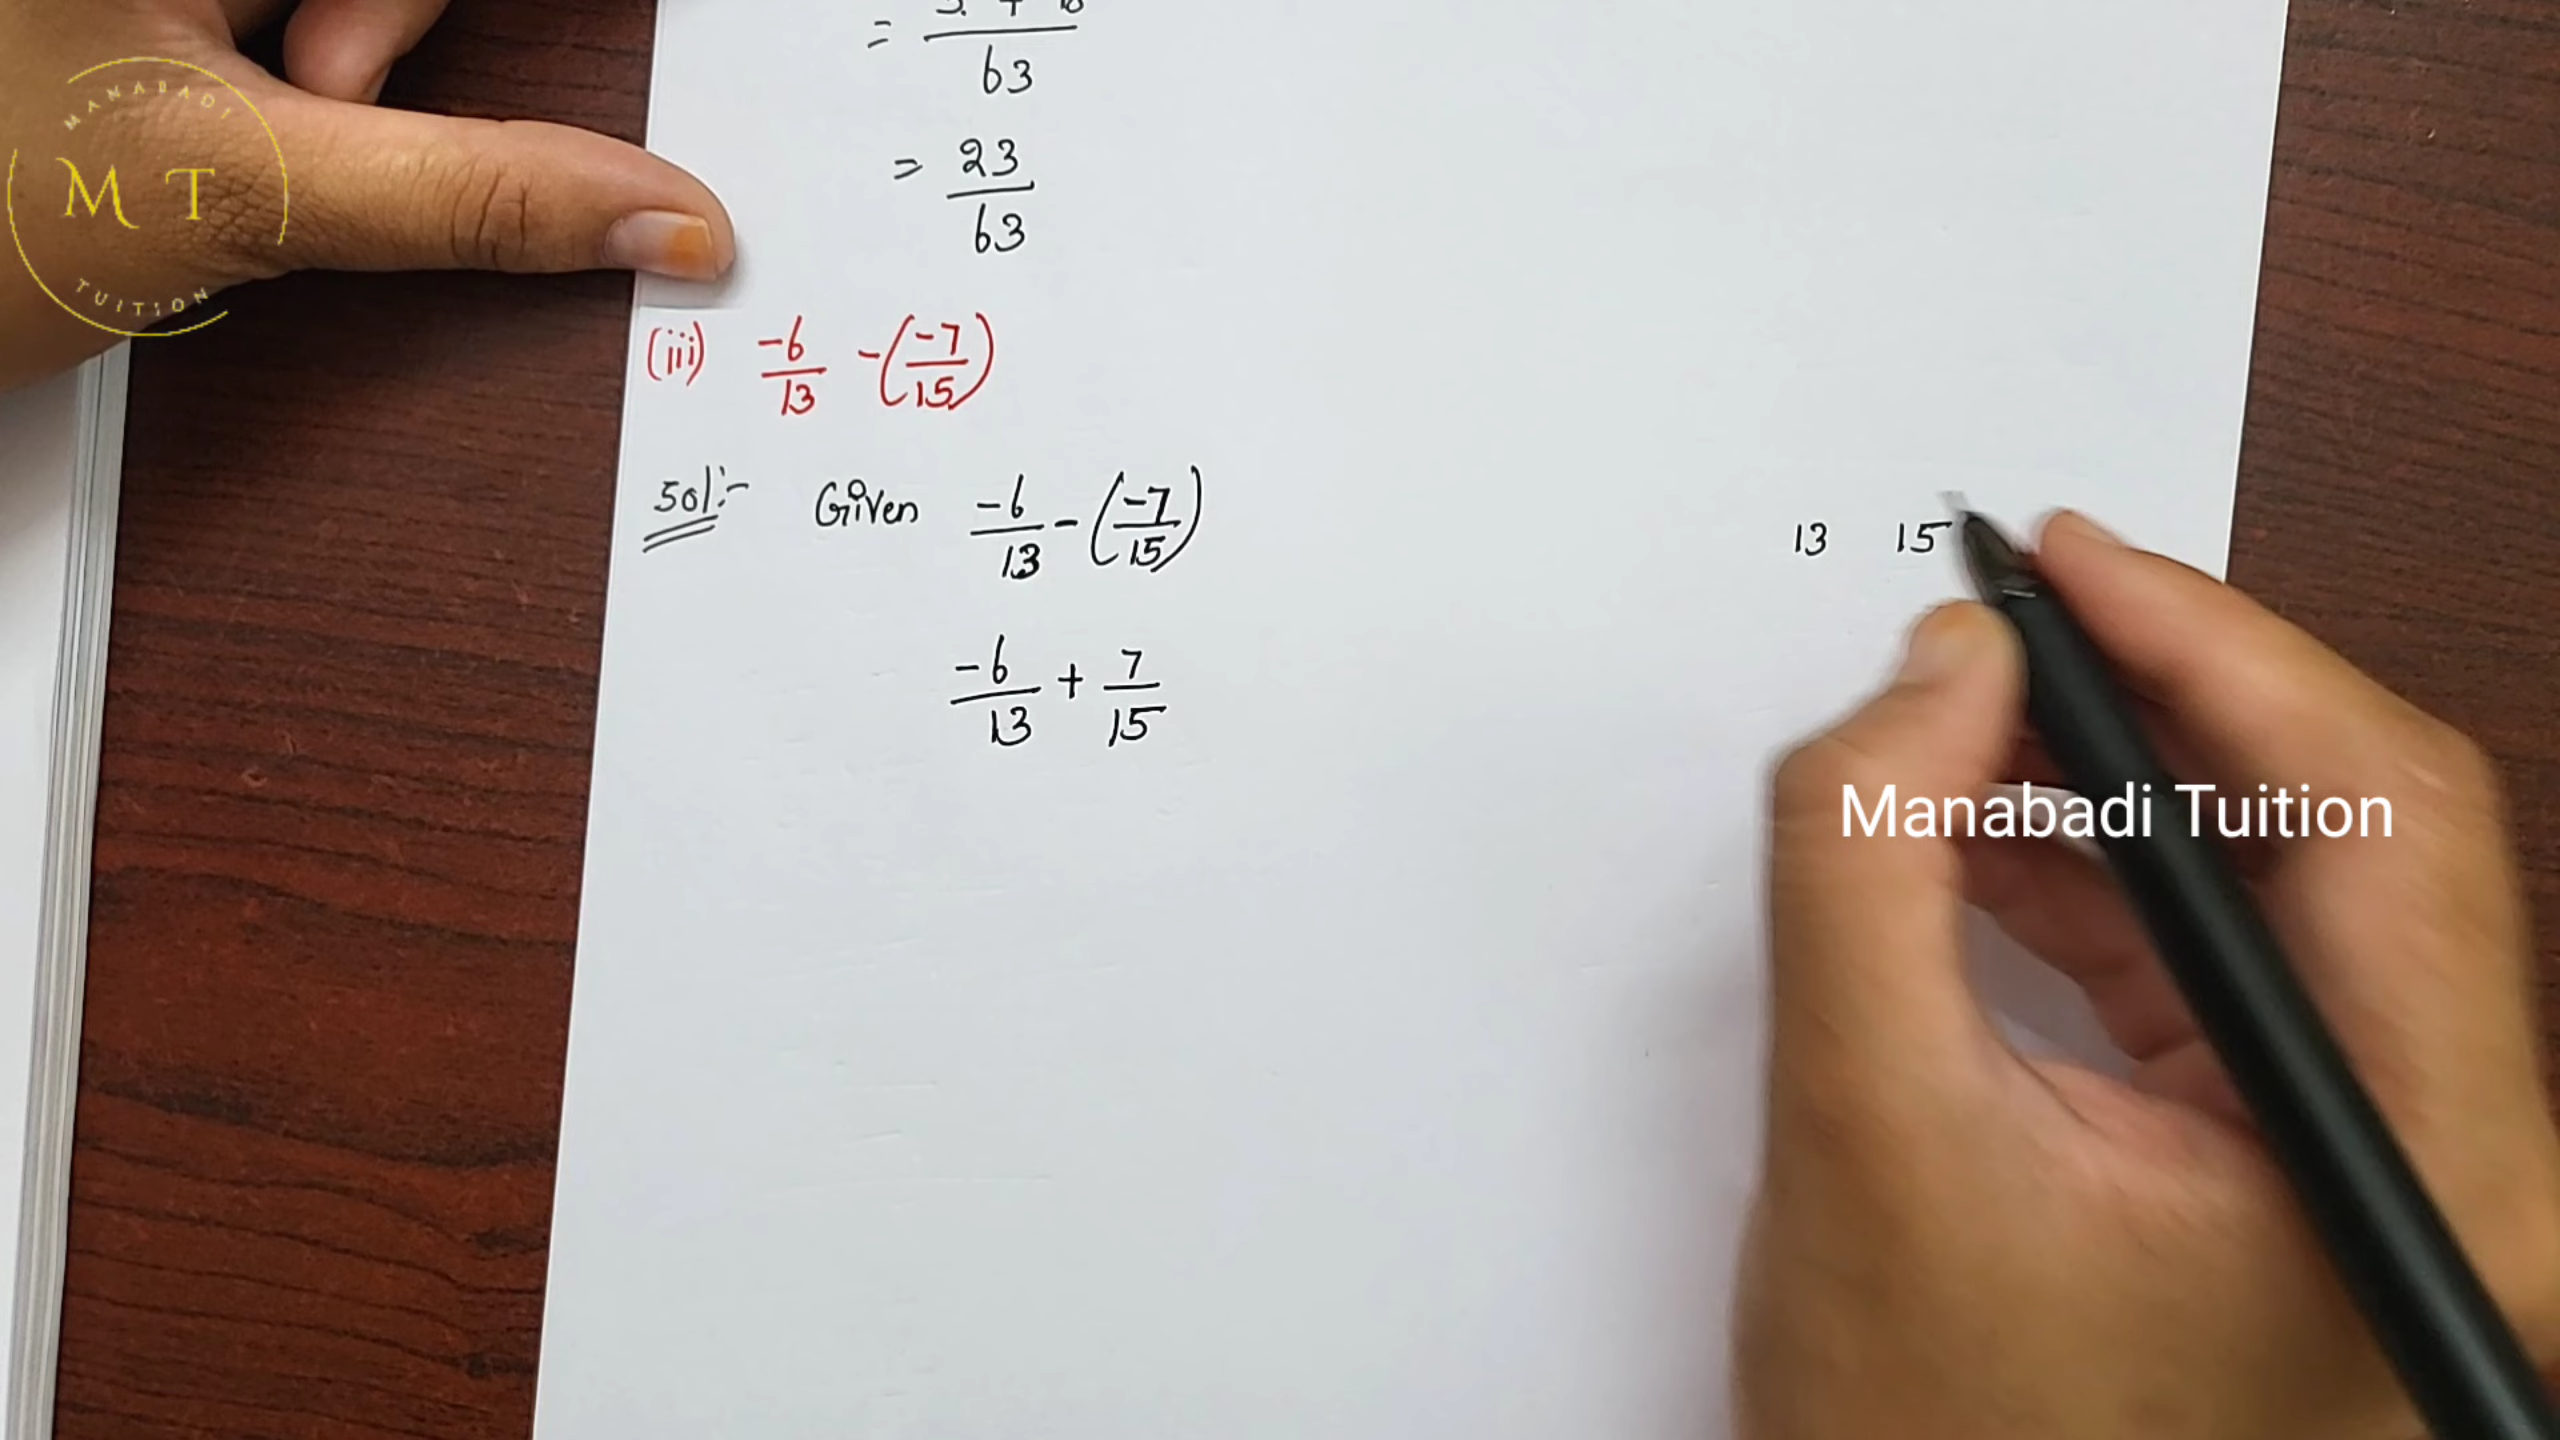 MANABADI
M T
TUITION
=
63
= 23
63
(iii) -6/13 -(-7/15)
Sol:- Given -6/13 - (-7/15)
13 15
-6/13 + 7/15
Manabadi Tuition